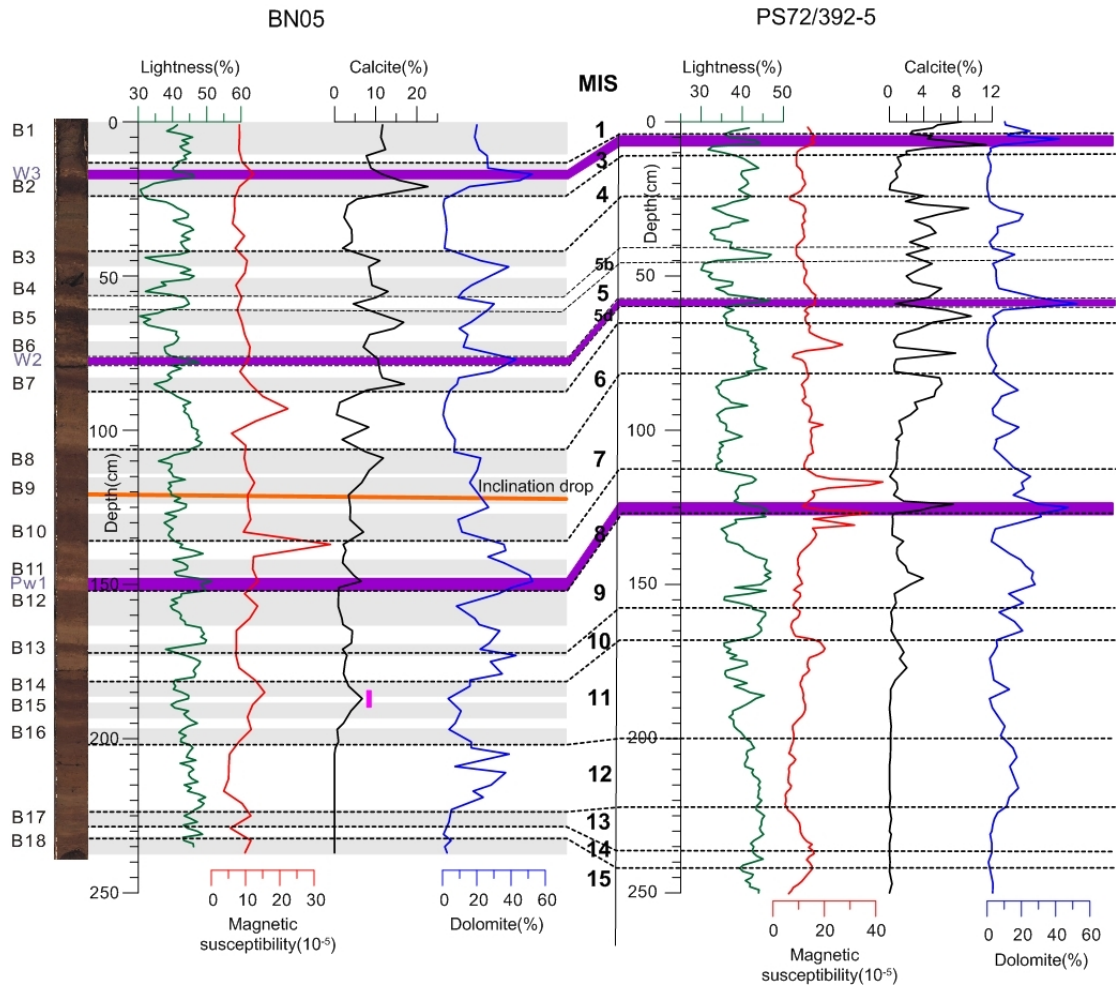 BN05
PS72/392-5
Lightness(%)
Calcite(%)
MIS
Lightness(%)
Calcite(%)
30 40 50 60
0 10 20
30 40 50
0 4 8 12
B1
W3
B2
B3
B4
B5
B6
W2
B7
B8
B9
B10
B11
Pw1
B12
B13
B14
B15
B16
B17
B18
0
50
100
150
200
250
Depth(cm)
Inclination drop
1
3
4
5b
5
5d
6
7
8
9
10
11
12
13
14
15
0
50
100
150
200
250
Depth(cm)
0 10 20 30
Magnetic
susceptibility(10-5)
0 20 40 60
Dolomite(%)
0 20 40
Magnetic
susceptibility(10-5)
0 20 40 60
Dolomite(%)